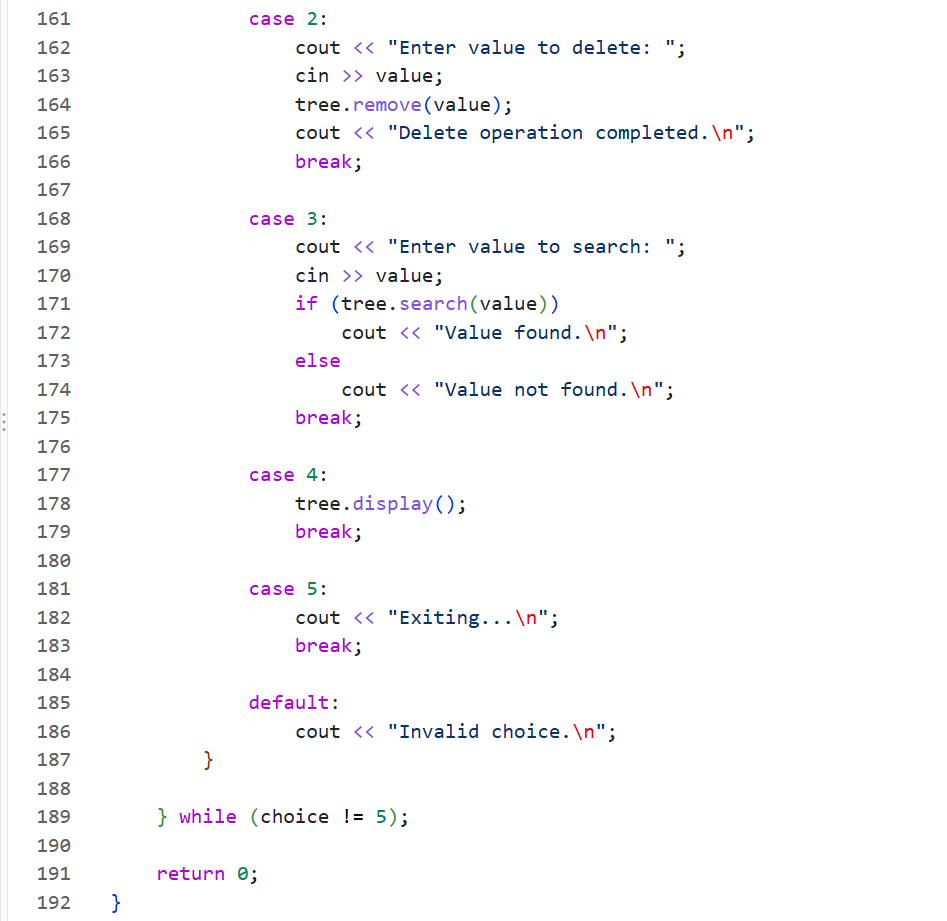 161 case 2:
162 cout << "Enter value to delete: ";
163 cin >> value;
164 tree.remove(value);
165 cout << "Delete operation completed.\n";
166 break;
167
168 case 3:
169 cout << "Enter value to search: ";
170 cin >> value;
171 if (tree.search(value))
172 cout << "Value found.\n";
173 else
174 cout << "Value not found.\n";
175 break;
176
177 case 4:
178 tree.display();
179 break;
180
181 case 5:
182 cout << "Exiting...\n";
183 break;
184
185 default:
186 cout << "Invalid choice.\n";
187 }
188
189 } while (choice != 5);
190
191 return 0;
192 }